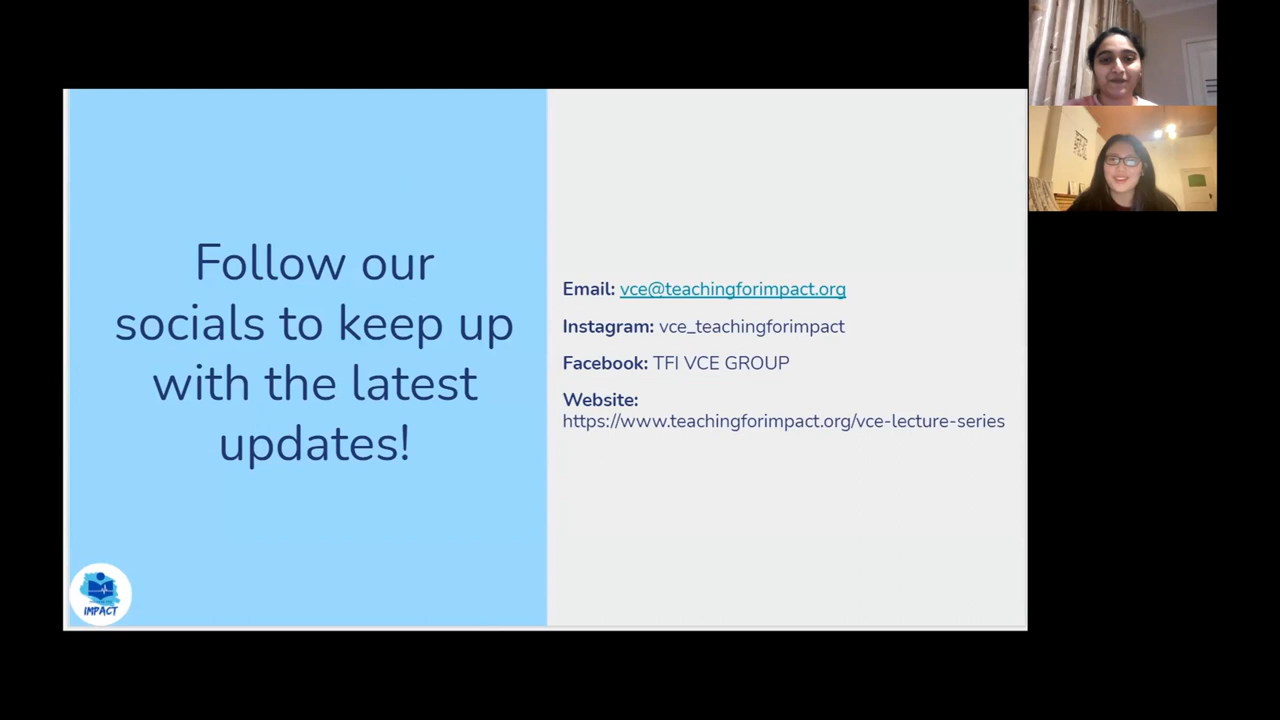 Follow our
socials to keep up
with the latest
updates!
Email: vce@teachingforimpact.org
Instagram: vce_teachingforimpact
Facebook: TFI VCE GROUP
Website:
https://www.teachingforimpact.org/vce-lecture-series
IMPACT